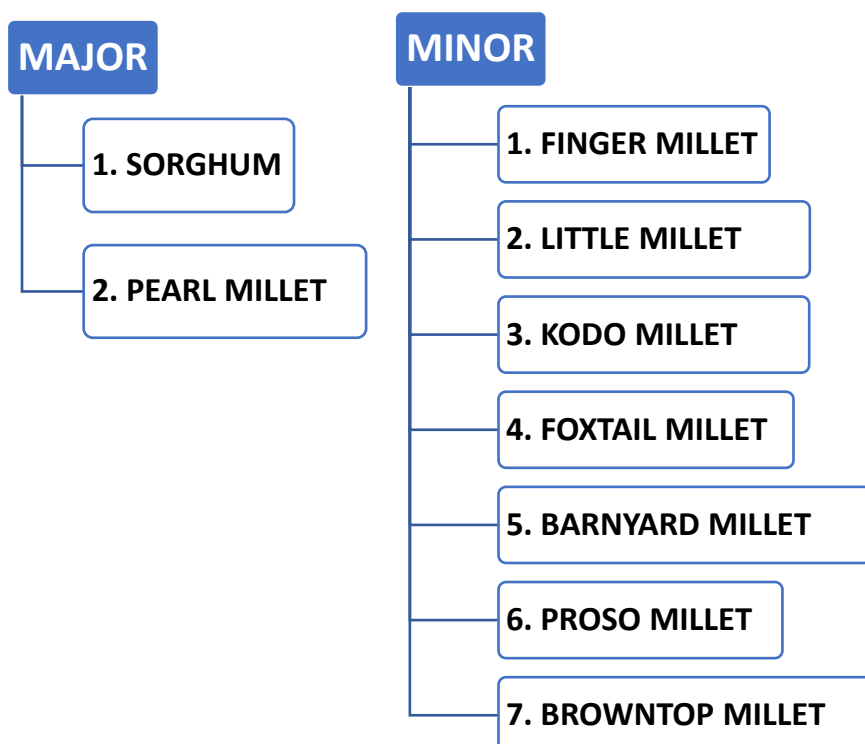 MAJOR
1. SORGHUM
2. PEARL MILLET
MINOR
1. FINGER MILLET
2. LITTLE MILLET
3. KODO MILLET
4. FOXTAIL MILLET
5. BARNYARD MILLET
6. PROSO MILLET
7. BROWNTOP MILLET